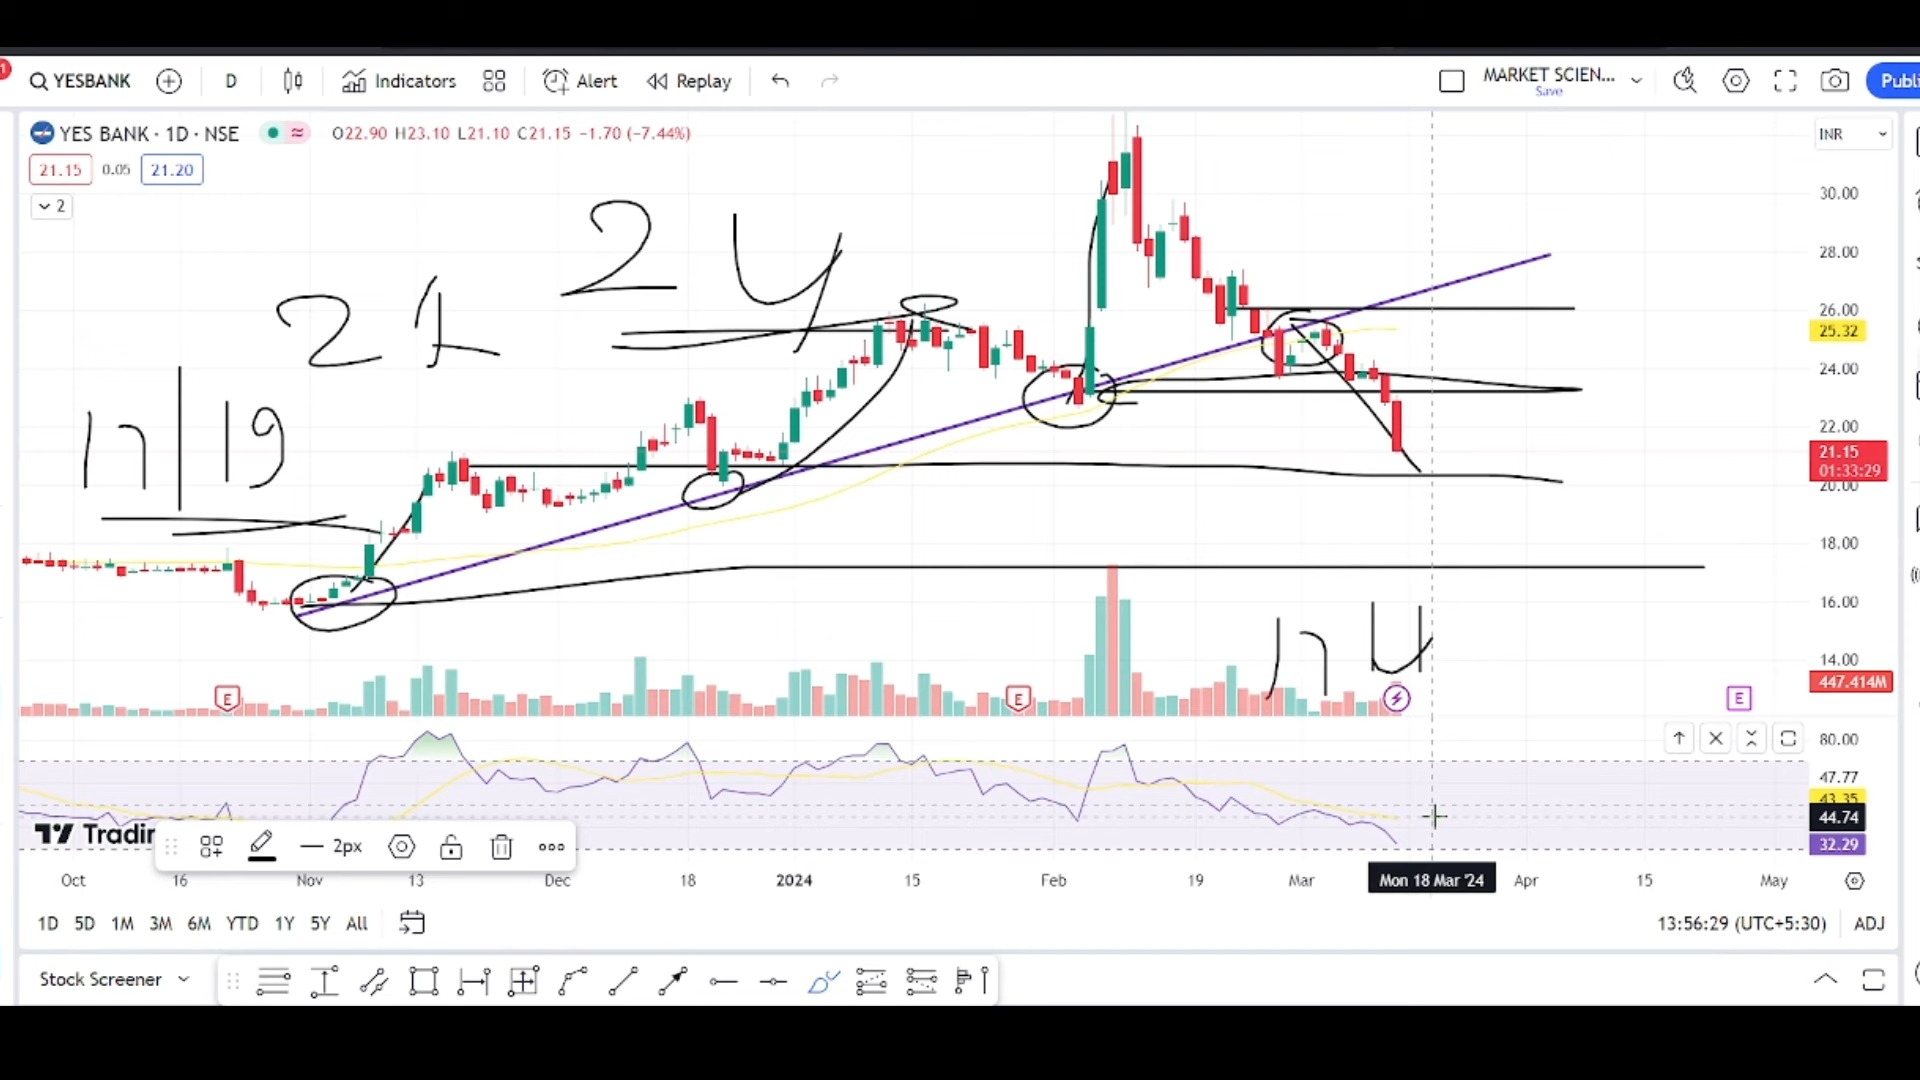 YESBANK D Indicators Alert Replay MARKET SCIEN... Save Publi
YES BANK · 1D · NSE O22.90 H23.10 L21.10 C21.15 −1.70 (−7.44%) INR
21.15 0.05 21.20
2
30.00
28.00
26.00
25.32
24.00
22.00
21.15
01:33:29
20.00
18.00
16.00
14.00
447.414M
24
21
17/19
E E E
80.00
47.77
43.35
44.74
32.29
2px
Oct 16 Nov 13 Dec 18 2024 15 Feb 19 Mar Mon 18 Mar '24 Apr 15 May
1D 5D 1M 3M 6M YTD 1Y 5Y All 13:56:29 (UTC+5:30) ADJ
Stock Screener